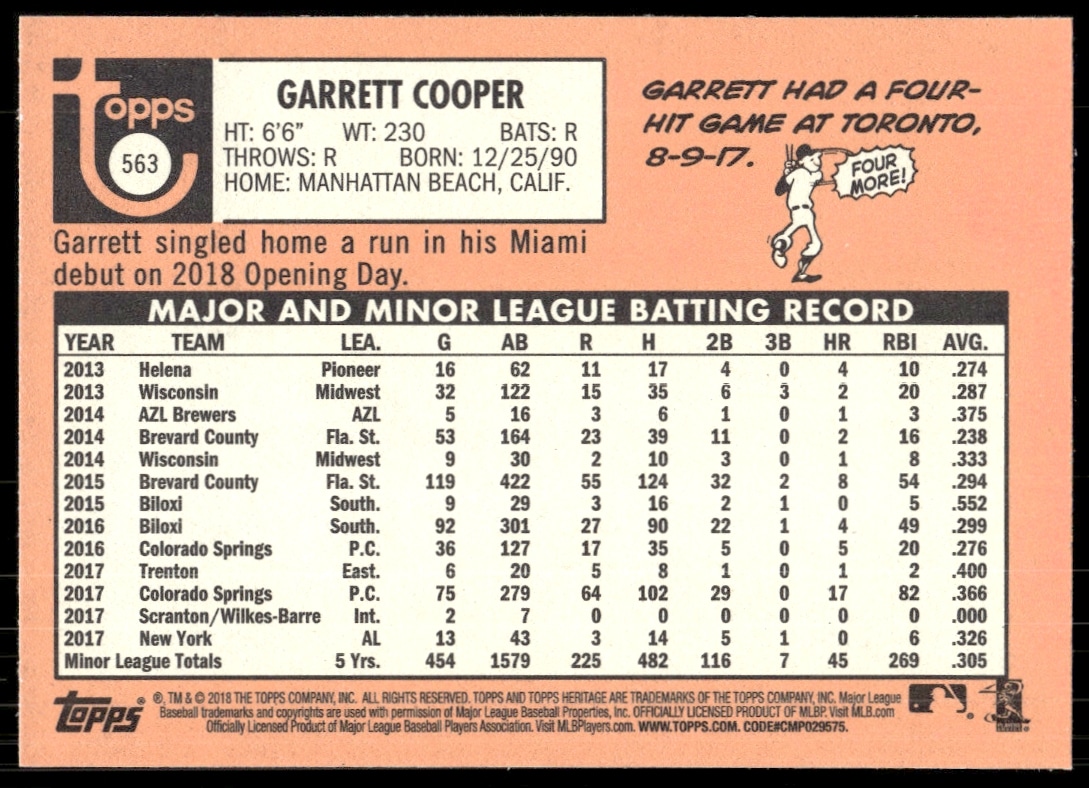 topps
563
GARRETT COOPER
HT: 6'6" WT: 230 BATS: R
THROWS: R BORN: 12/25/90
HOME: MANHATTAN BEACH, CALIF.
GARRETT HAD A FOUR-
HIT GAME AT TORONTO,
8-9-17.
FOUR
MORE!
Garrett singled home a run in his Miami
debut on 2018 Opening Day.
MAJOR AND MINOR LEAGUE BATTING RECORD
YEAR TEAM LEA. G AB R H 2B 3B HR RBI AVG.
2013 Helena Pioneer 16 62 11 17 4 0 4 10 .274
2013 Wisconsin Midwest 32 122 15 35 6 3 2 20 .287
2014 AZL Brewers AZL 5 16 3 6 1 0 1 3 .375
2014 Brevard County Fla. St. 53 164 23 39 11 0 2 16 .238
2014 Wisconsin Midwest 9 30 2 10 3 0 1 8 .333
2015 Brevard County Fla. St. 119 422 55 124 32 2 8 54 .294
2015 Biloxi South. 9 29 3 16 2 1 0 5 .552
2016 Biloxi South. 92 301 27 90 22 1 4 49 .299
2016 Colorado Springs P.C. 36 127 17 35 5 0 5 20 .276
2017 Trenton East. 6 20 5 8 1 0 1 2 .400
2017 Colorado Springs P.C. 75 279 64 102 29 0 17 82 .366
2017 Scranton/Wilkes-Barre Int. 2 7 0 0 0 0 0 0 .000
2017 New York AL 13 43 3 14 5 1 0 6 .326
Minor League Totals 5 Yrs. 454 1579 225 482 116 7 45 269 .305
topps
®, TM & © 2018 THE TOPPS COMPANY, INC. ALL RIGHTS RESERVED. TOPPS AND TOPPS HERITAGE ARE TRADEMARKS OF THE TOPPS COMPANY, INC. Major League
Baseball trademarks and copyrights are used with permission of Major League Baseball Properties, Inc. OFFICIALLY LICENSED PRODUCT OF MLBP. Visit MLB.com
Officially Licensed Product of Major League Baseball Players Association. Visit MLBPlayers.com. WWW.TOPPS.COM. CODE#CMP029575.